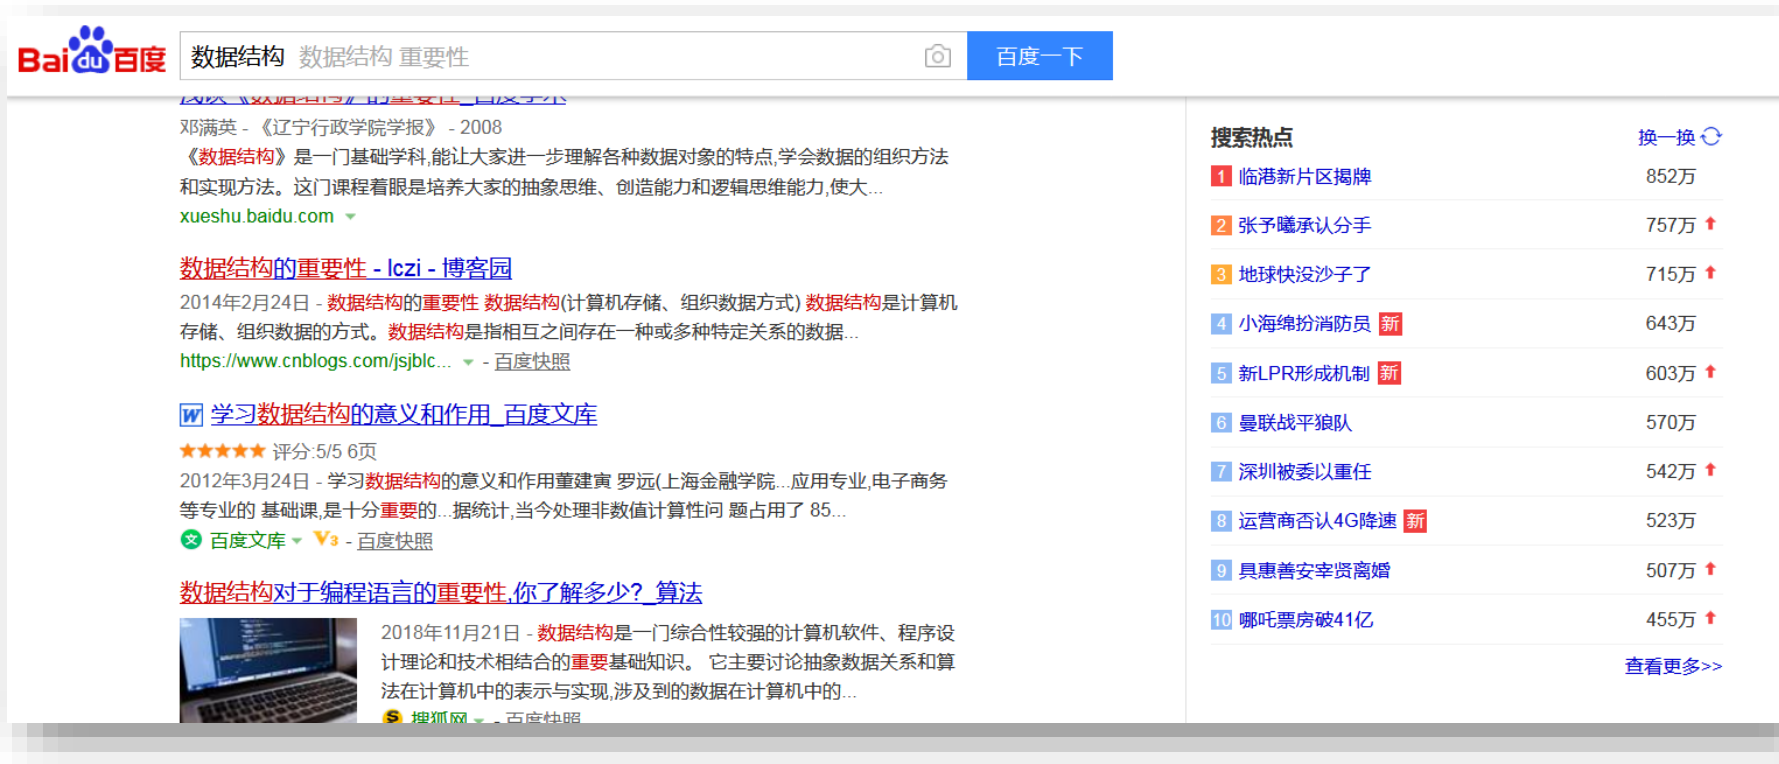 Baidu百度
数据结构 数据结构 重要性
百度一下
浅谈《数据结构》的重要性_百度学术
邓满英 - 《辽宁行政学院学报》 - 2008
《数据结构》是一门基础学科,能让大家进一步理解各种数据对象的特点,学会数据的组织方法
和实现方法。这门课程着眼是培养大家的抽象思维、创造能力和逻辑思维能力,使大...
xueshu.baidu.com
数据结构的重要性 - lczi - 博客园
2014年2月24日 - 数据结构的重要性 数据结构(计算机存储、组织数据方式) 数据结构是计算机
存储、组织数据的方式。数据结构是指相互之间存在一种或多种特定关系的数据...
https://www.cnblogs.com/jsjblc... - 百度快照
W 学习数据结构的意义和作用_百度文库
评分:5/5 6页
2012年3月24日 - 学习数据结构的意义和作用董建寅 罗远(上海金融学院...应用专业,电子商务
等专业的 基础课,是十分重要的...据统计,当今处理非数值计算性问 题占用了 85...
文 百度文库 V3 - 百度快照
数据结构对于编程语言的重要性,你了解多少?_算法
2018年11月21日 - 数据结构是一门综合性较强的计算机软件、程序设
计理论和技术相结合的重要基础知识。 它主要讨论抽象数据关系和算
法在计算机中的表示与实现,涉及到的数据在计算机中的...
S 搜狐网 - 百度快照
搜索热点 换一换
1 临港新片区揭牌 852万
2 张予曦承认分手 757万
3 地球快没沙子了 715万
4 小海绵扮消防员 新 643万
5 新LPR形成机制 新 603万
6 曼联战平狼队 570万
7 深圳被委以重任 542万
8 运营商否认4G降速 新 523万
9 具惠善安宰贤离婚 507万
10 哪吒票房破41亿 455万
查看更多>>